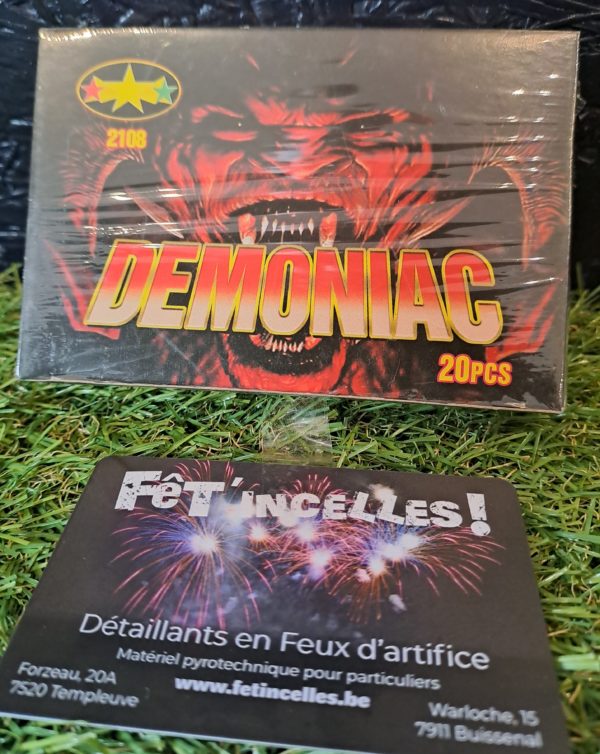 2108
DEMONIAC
20PCS
FÊT'INCELLES!
Détaillants en Feux d'artifice
Matériel pyrotechnique pour particuliers
www.fetincelles.be
Forzeau, 20A
7520 Templeuve
Warloche, 15
7911 Buissenal